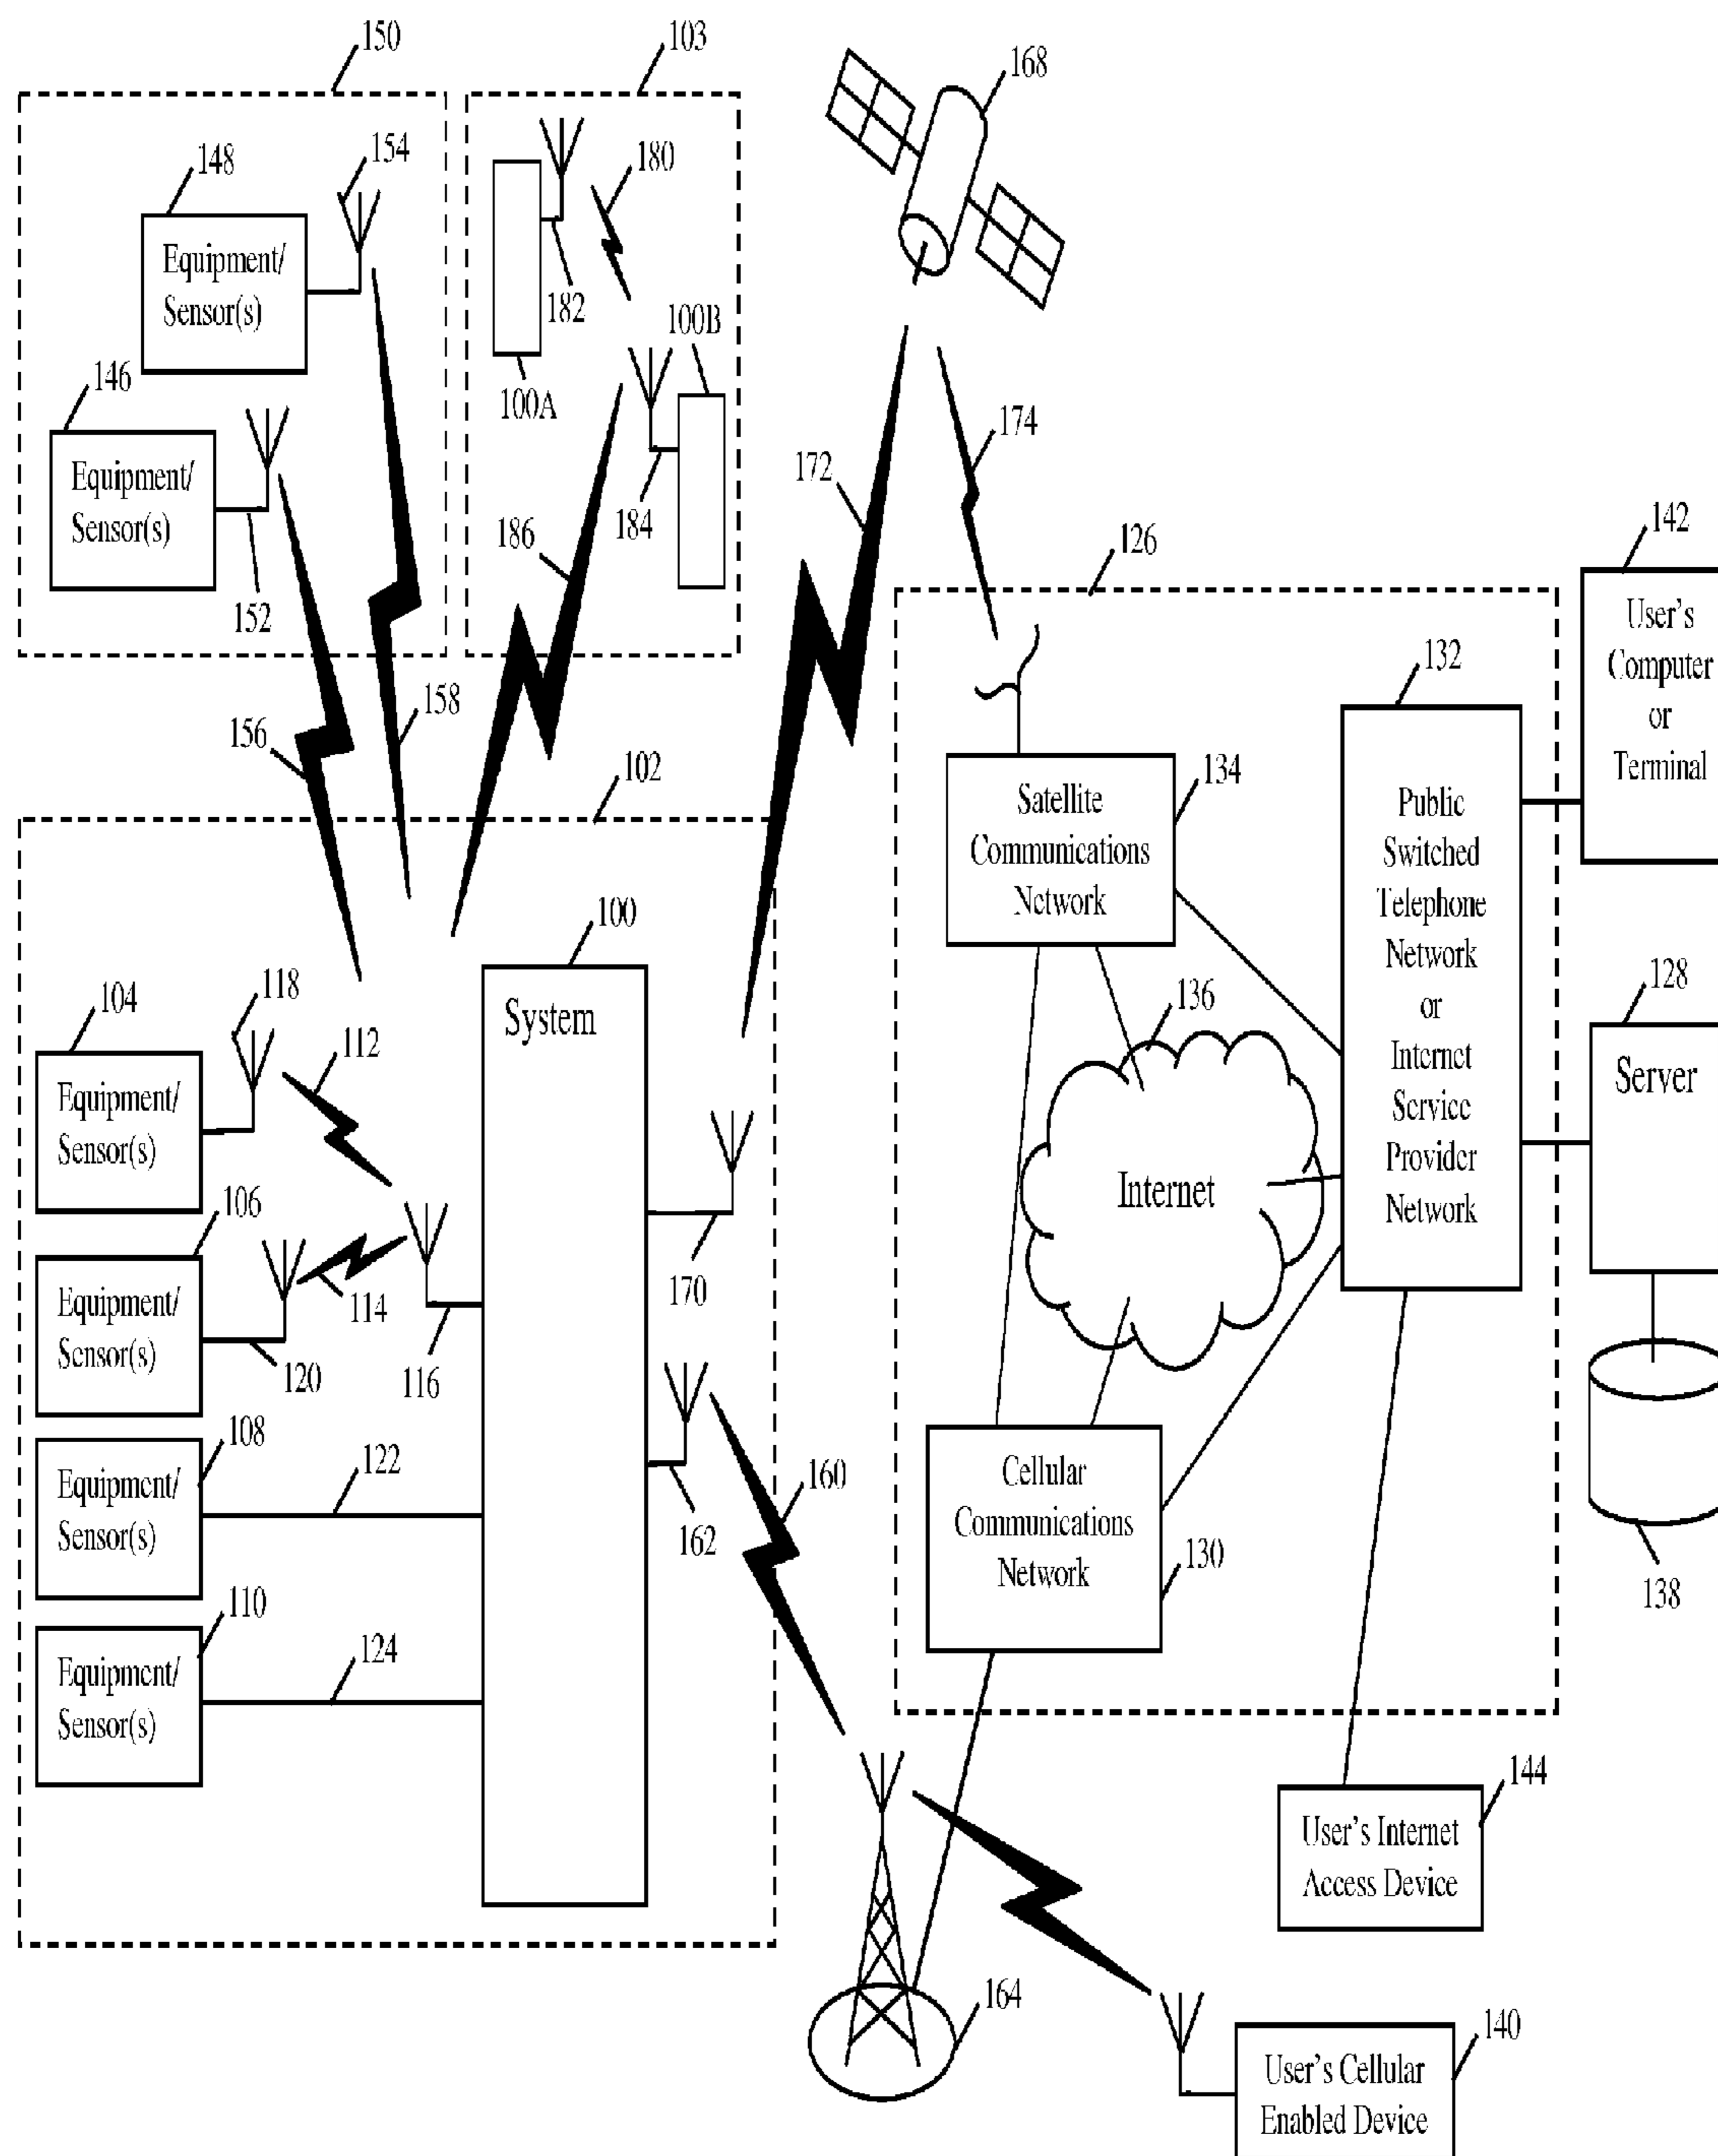 150
103
168
148
154
180
Equipment/
Sensor(s)
182
100B
146
100A
174
172
Equipment/
Sensor(s)
186
184
152
126
142
User's
Computer
or
Terminal
132
158
156
102
134
Satellite
Communications
Network
Public
Switched
Telephone
Network
or
Internet
Service
Provider
Network
100
System
104
118
112
136
128
Server
Equipment/
Sensor(s)
106
Internet
Equipment/
Sensor(s)
114
120
116
170
108
122
160
162
Equipment/
Sensor(s)
Cellular
Communications
Network
130
138
110
124
Equipment/
Sensor(s)
144
User's Internet
Access Device
164
140
User's Cellular
Enabled Device